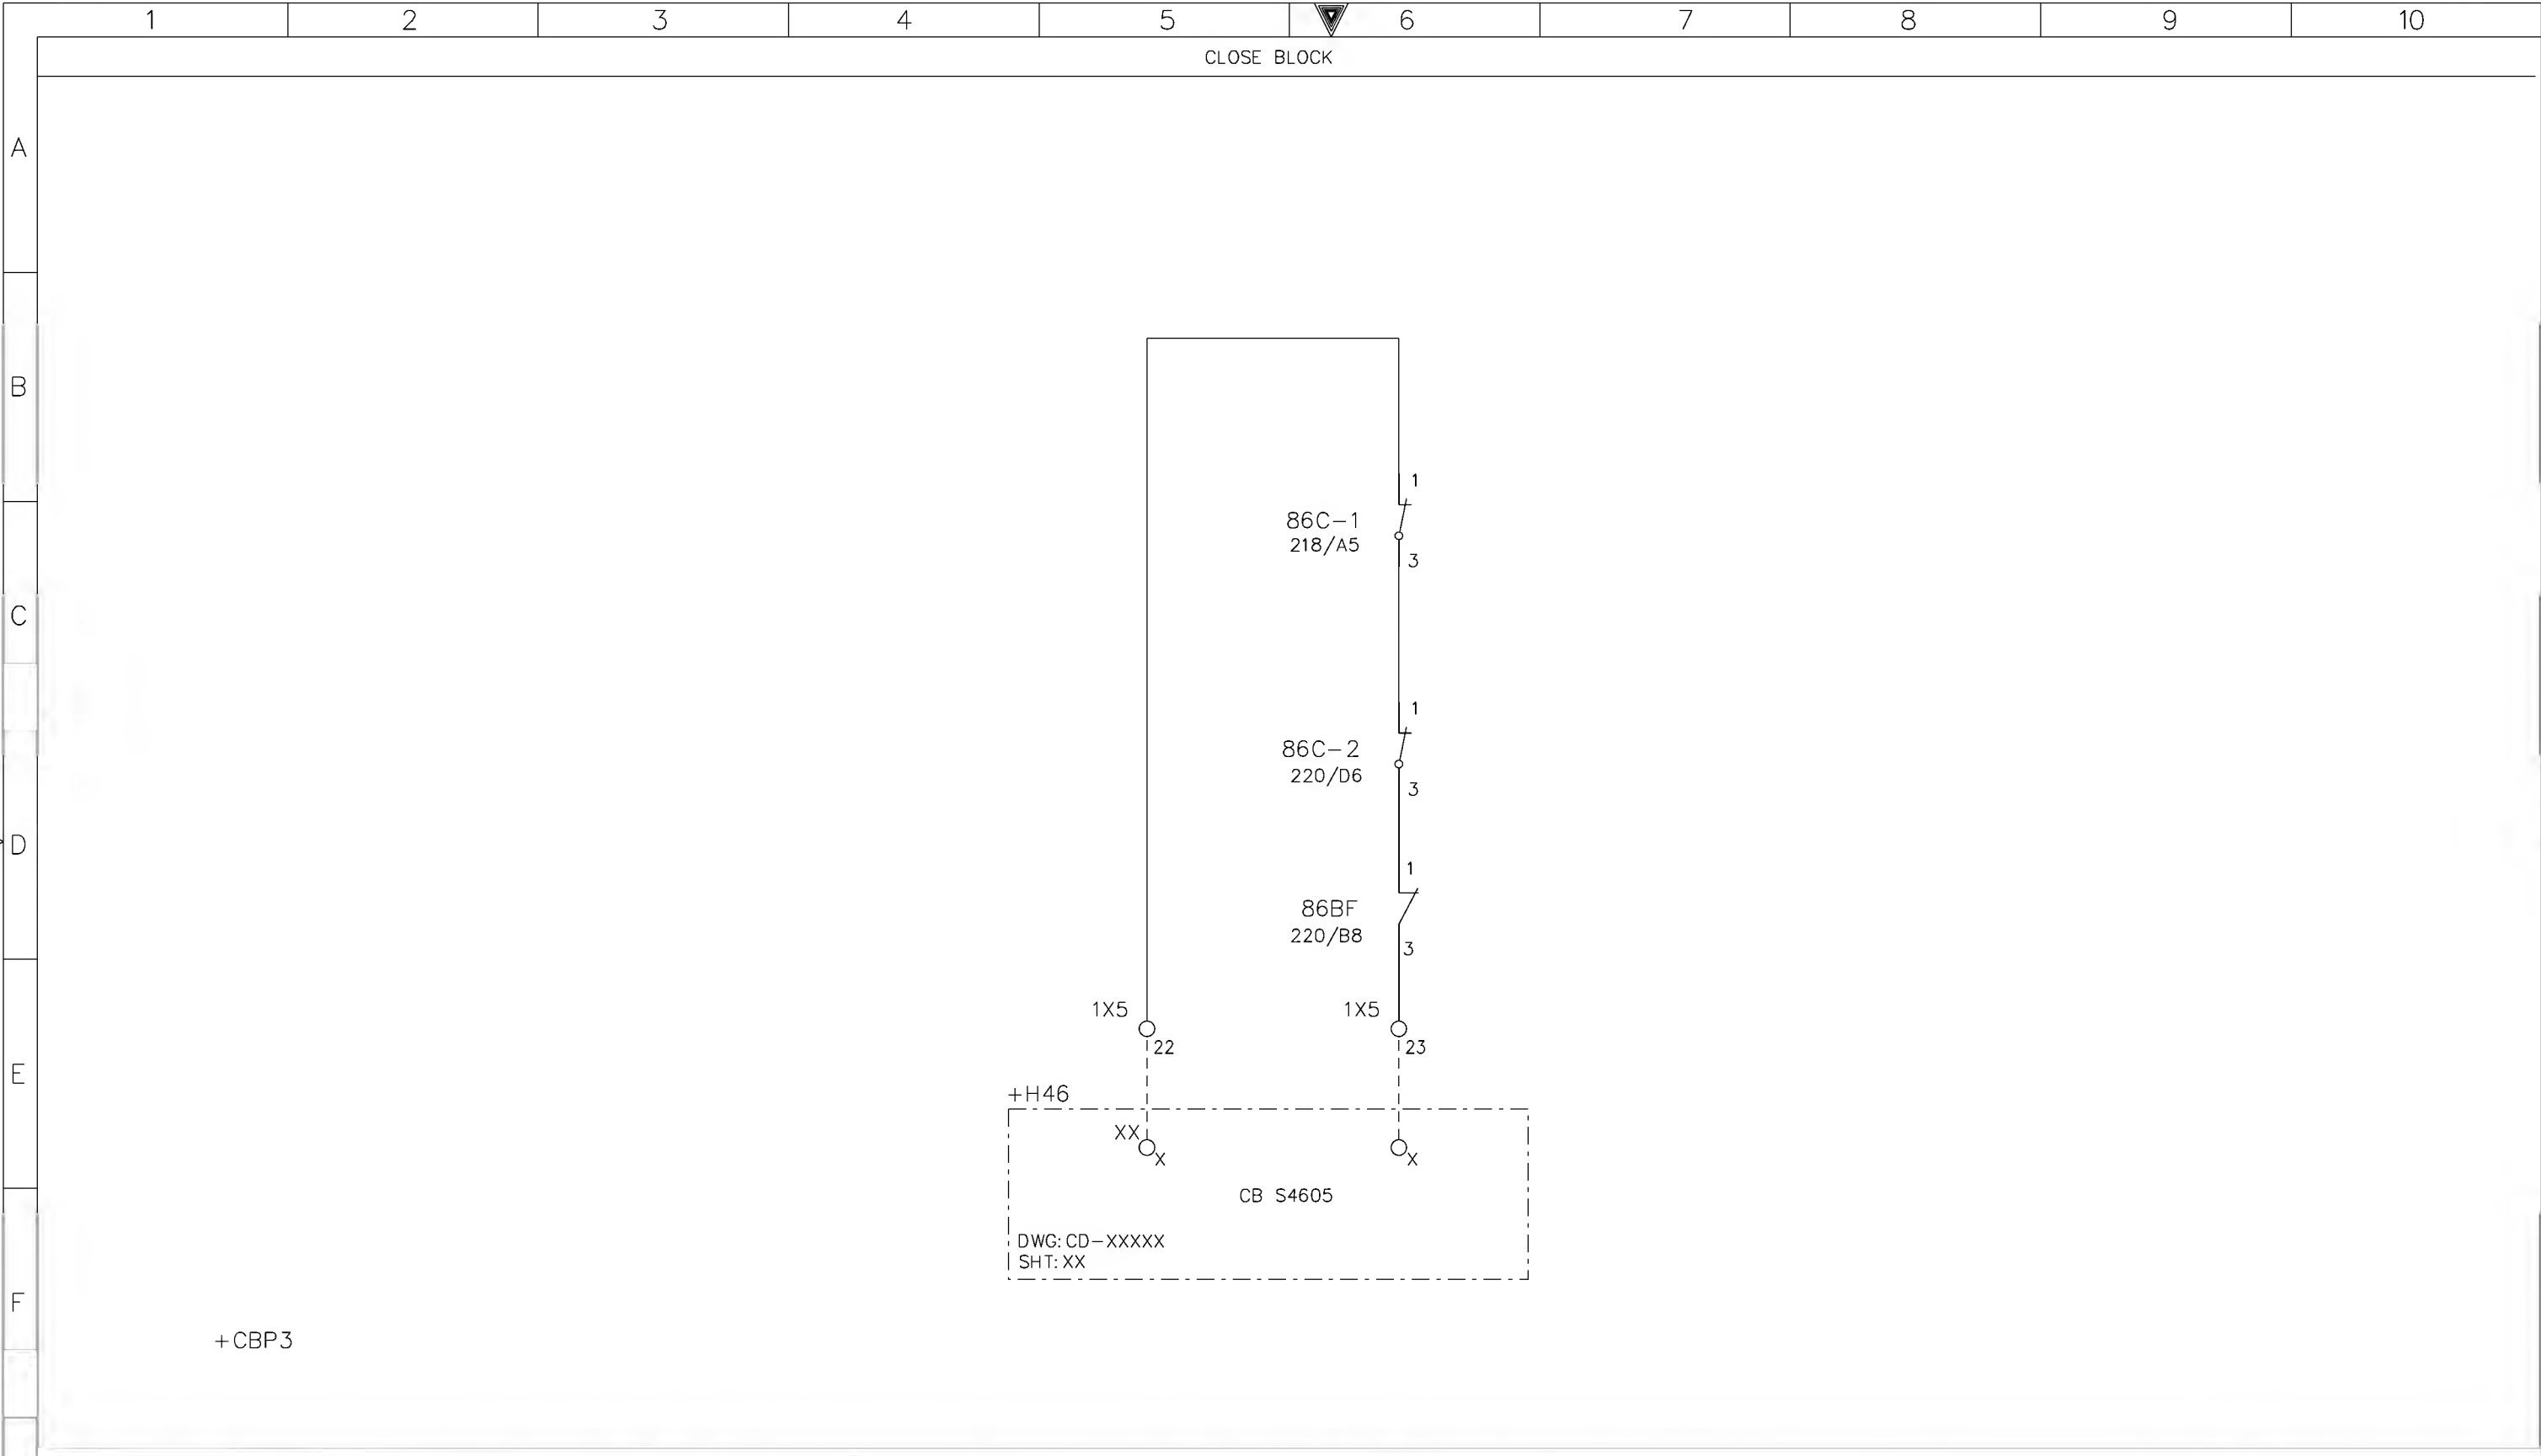 1 2 3 4 5 6 7 8 9 10
CLOSE BLOCK
A
B
1
86C-1
218/A5
3
C
1
86C-2
220/D6
3
D
1
86BF
220/B8
3
1X5
22
1X5
23
E
+H46
XX
X
X
CB S4605
DWG: CD-XXXXX
SHT: XX
F
+CBP3